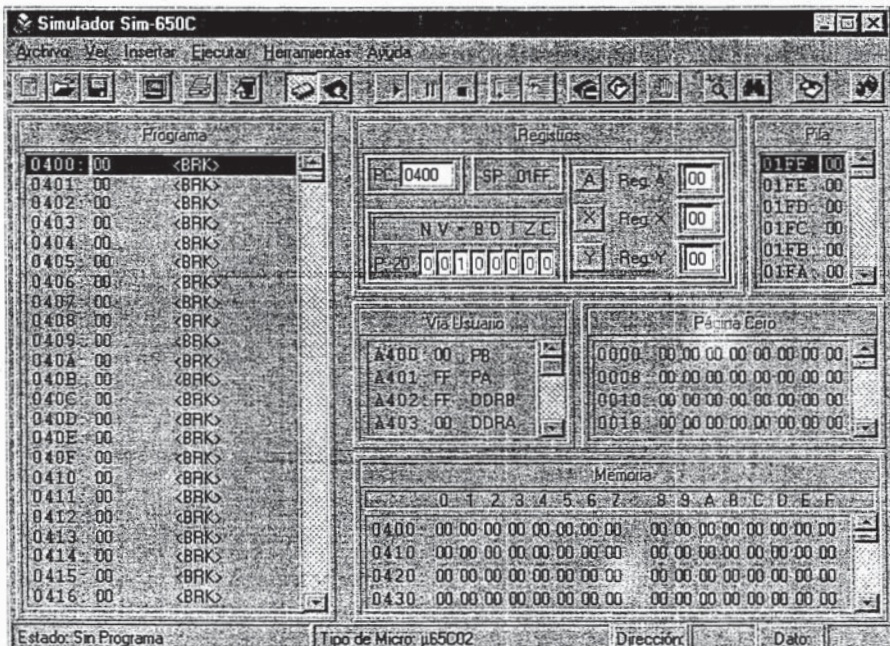 Simulador Sim-650C
Archivo Ver Insertar Ejecutar Herramientas Ayuda
Programa
0400: 00 <BRK>
0401: 00 <BRK>
0402: 00 <BRK>
0403: 00 <BRK>
0404: 00 <BRK>
0405: 00 <BRK>
0406: 00 <BRK>
0407: 00 <BRK>
0408: 00 <BRK>
0409: 00 <BRK>
040A: 00 <BRK>
040B: 00 <BRK>
040C: 00 <BRK>
040D: 00 <BRK>
040E: 00 <BRK>
040F: 00 <BRK>
0410: 00 <BRK>
0411: 00 <BRK>
0412: 00 <BRK>
0413: 00 <BRK>
0414: 00 <BRK>
0415: 00 <BRK>
0416: 00 <BRK>
Registros
PC: 0400 SP: 01FF
N V - B D I Z C
P-20 0 0 1 0 0 0 0 0
A Reg. A 00
X Reg. X 00
Y Reg. Y 00
Pila
01FF: 00
01FE: 00
01FD: 00
01FC: 00
01FB: 00
01FA: 00
Via Usuario
A400: 00 PB
A401: FF PA
A402: FF DDRB
A403: 00 DDRA
Página Cero
0000: 00 00 00 00 00 00 00 00
0008: 00 00 00 00 00 00 00 00
0010: 00 00 00 00 00 00 00 00
0018: 00 00 00 00 00 00 00 00
Memoria
0 1 2 3 4 5 6 7 8 9 A B C D E F
0400: 00 00 00 00 00 00 00 00 00 00 00 00 00 00 00 00
0410: 00 00 00 00 00 00 00 00 00 00 00 00 00 00 00 00
0420: 00 00 00 00 00 00 00 00 00 00 00 00 00 00 00 00
0430: 00 00 00 00 00 00 00 00 00 00 00 00 00 00 00 00
Estado: Sin Programa Tipo de Micro: µ65C02 Dirección: Dato: